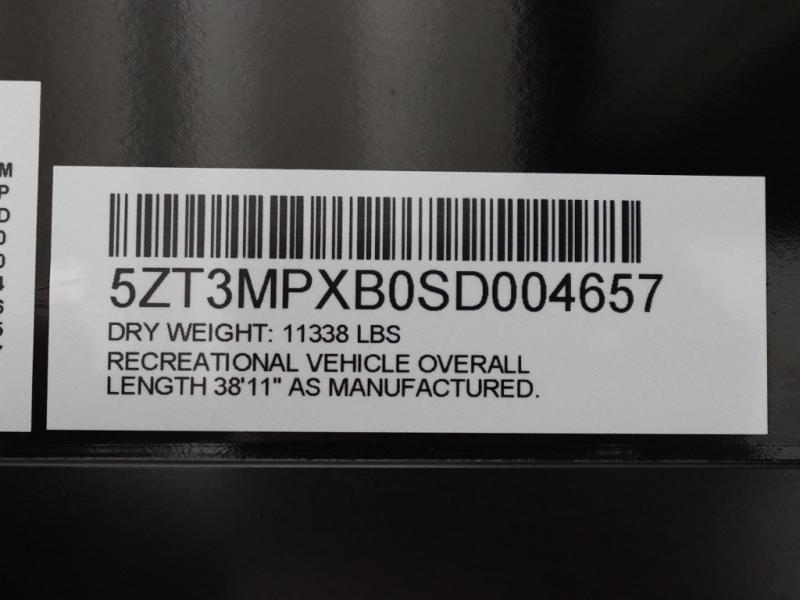 5ZT3MPXB0SD004657
DRY WEIGHT: 11338 LBS
RECREATIONAL VEHICLE OVERALL
LENGTH 38'11" AS MANUFACTURED.